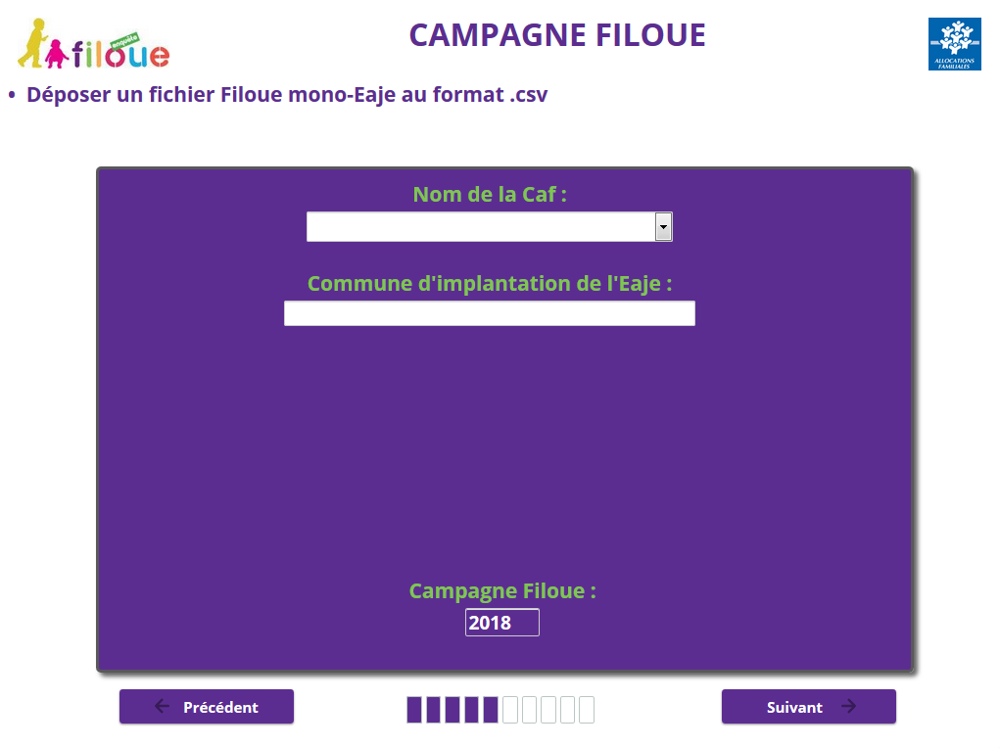 filoue
enquête
CAMPAGNE FILOUE
ALLOCATIONS
FAMILIALES
• Déposer un fichier Filoue mono-Eaje au format .csv
Nom de la Caf :
Commune d'implantation de l'Eaje :
Campagne Filoue :
2018
Précédent
Suivant